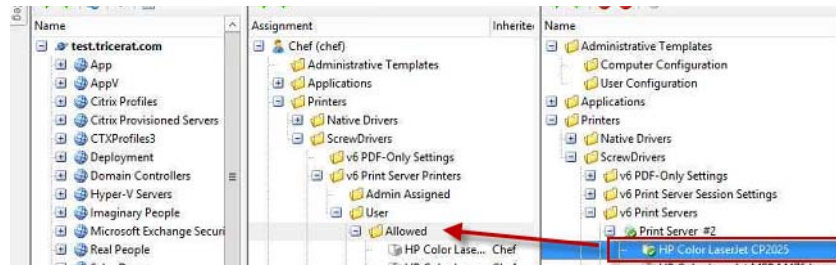 Name
test.tricerat.com
App
AppV
Citrix Profiles
Citrix Provisioned Servers
CTXProfiles3
Deployment
Domain Controllers
Hyper-V Servers
Imaginary People
Microsoft Exchange Securi
Real People
Assignment Inherite
Chef (chef)
Administrative Templates
Applications
Printers
Native Drivers
ScrewDrivers
v6 PDF-Only Settings
v6 Print Server Printers
Admin Assigned
User
Allowed
HP Color Lase... Chef
Name
Administrative Templates
Computer Configuration
User Configuration
Applications
Printers
Native Drivers
ScrewDrivers
v6 PDF-Only Settings
v6 Print Server Session Settings
v6 Print Servers
Print Server #2
HP Color LaserJet CP2025